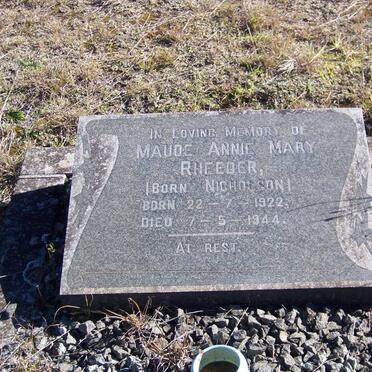 IN LOVING MEMORY OF
MAUDE ANNIE MARY
RHEEDER,
(BORN NICHOLSON)
BORN 22-7-1922,
DIED 7-5-1944.
AT REST.